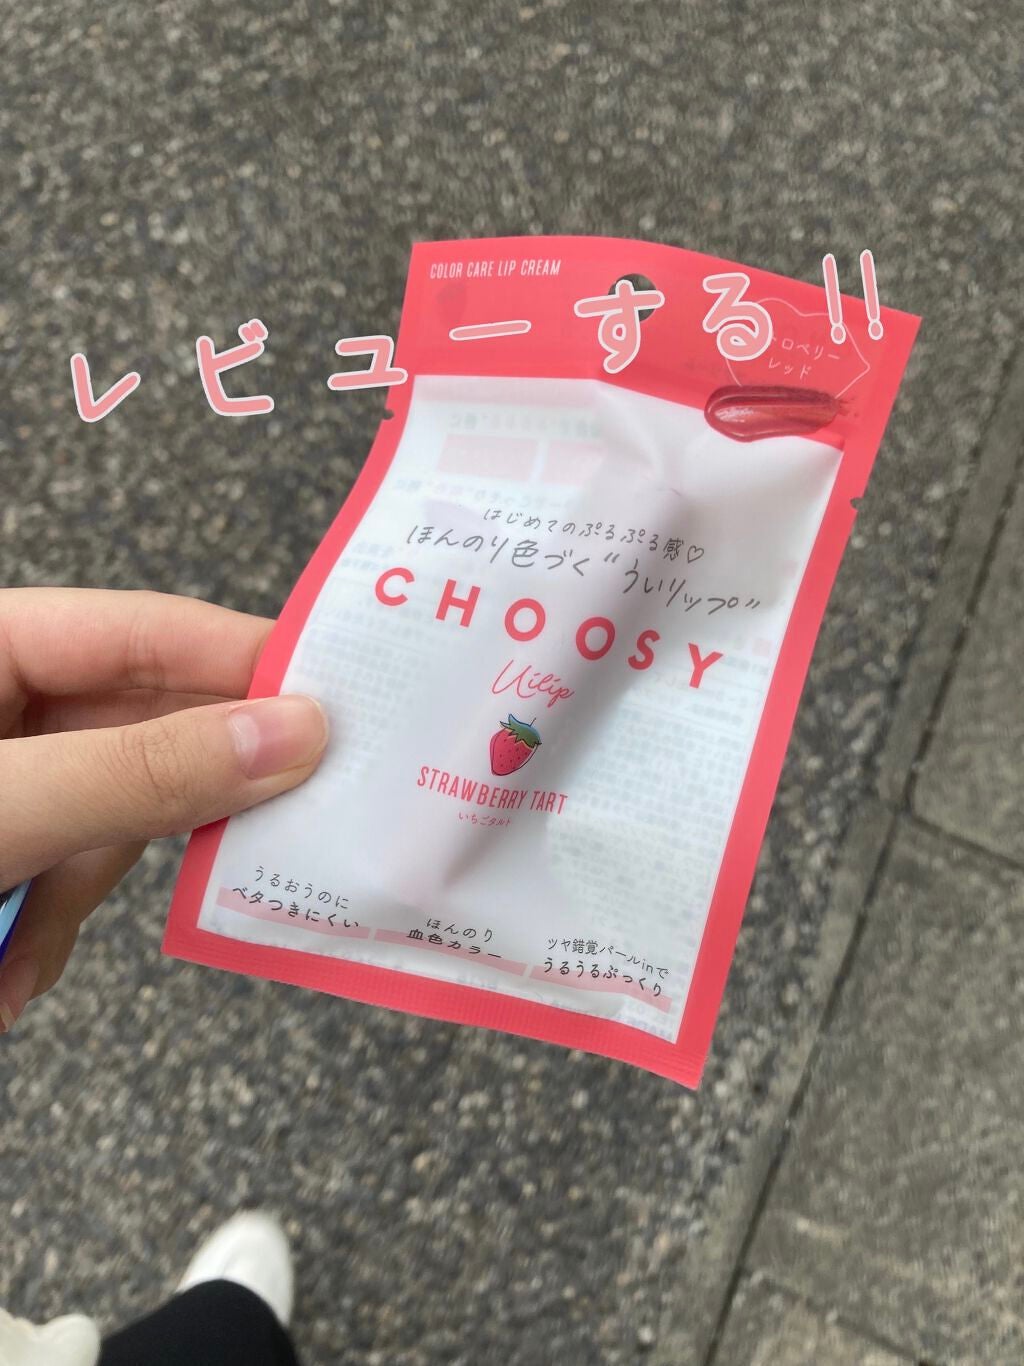 COLOR CARE LIP CREAM
レビューする!!
トロベリー
レッド
はじめてのぷるぷる感♡
ほんのり色づく"ういリップ"
CHOOSY
Uilip
STRAWBERRY TART
いちごタルト
うるおうのに
ベタつきにくい
ほんのり
血色カラー
ツヤ錯覚パールinで
うるうるぷっくり